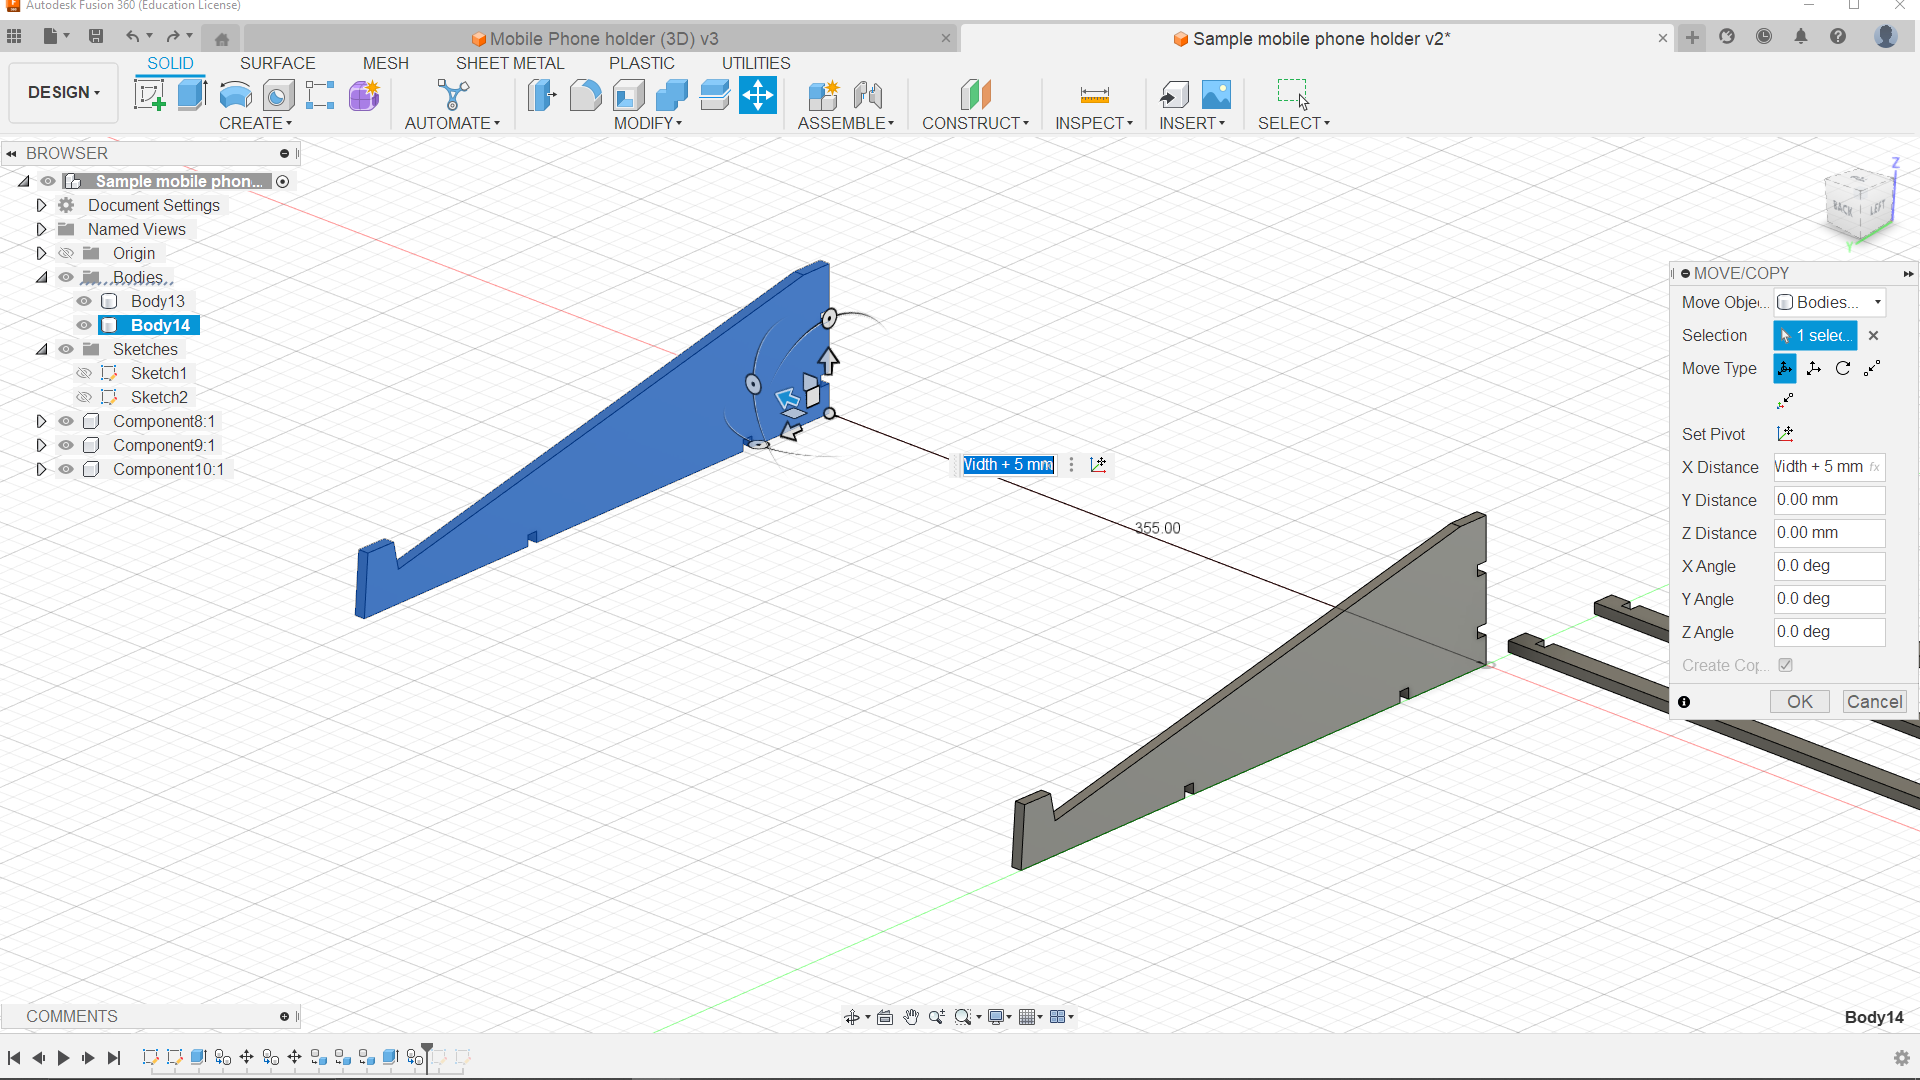 Autodesk Fusion 360 (Education License)
Mobile Phone holder (3D) v3
Sample mobile phone holder v2*
SOLID SURFACE MESH SHEET METAL PLASTIC UTILITIES
DESIGN
CREATE AUTOMATE MODIFY ASSEMBLE CONSTRUCT INSPECT INSERT SELECT
BROWSER
Sample mobile phon...
Document Settings
Named Views
Origin
Bodies
Body13
Body14
Sketches
Sketch1
Sketch2
Component8:1
Component9:1
Component10:1
Z
BACK LEFT
Y
MOVE/COPY
Move Objec...
Bodies...
Selection
1 selec...
Move Type
Set Pivot
X Distance
Width + 5 mm fx
Y Distance
0.00 mm
Z Distance
0.00 mm
X Angle
0.0 deg
Y Angle
0.0 deg
Z Angle
0.0 deg
Create Cop...
OK Cancel
Width + 5 mm
355.00
COMMENTS
Body14